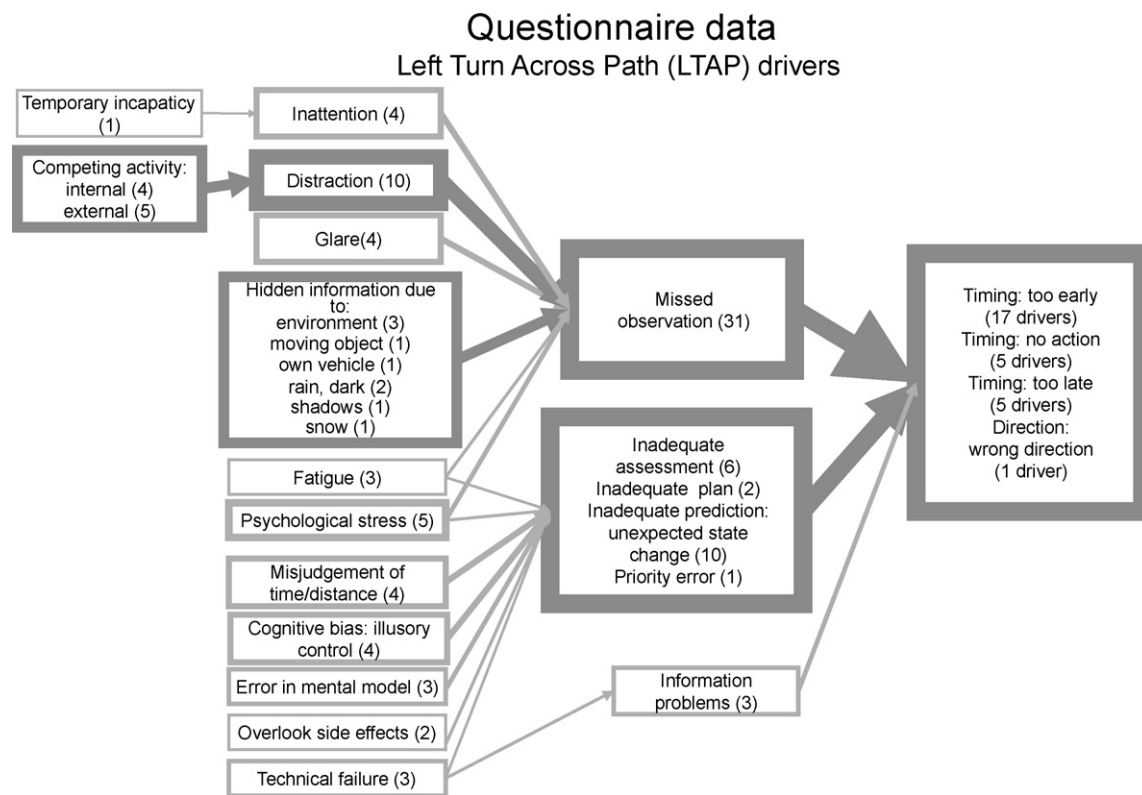 Questionnaire data
Left Turn Across Path (LTAP) drivers
Temporary incapaticy
(1)
Competing activity:
internal (4)
external (5)
Inattention (4)
Distraction (10)
Glare(4)
Hidden information due
to:
environment (3)
moving object (1)
own vehicle (1)
rain, dark (2)
shadows (1)
snow (1)
Fatigue (3)
Psychological stress (5)
Misjudgement of
time/distance (4)
Cognitive bias: illusory
control (4)
Error in mental model (3)
Overlook side effects (2)
Technical failure (3)
Missed
observation (31)
Inadequate
assessment (6)
Inadequate plan (2)
Inadequate prediction:
unexpected state
change (10)
Priority error (1)
Information
problems (3)
Timing: too early
(17 drivers)
Timing: no action
(5 drivers)
Timing: too late
(5 drivers)
Direction:
wrong direction
(1 driver)